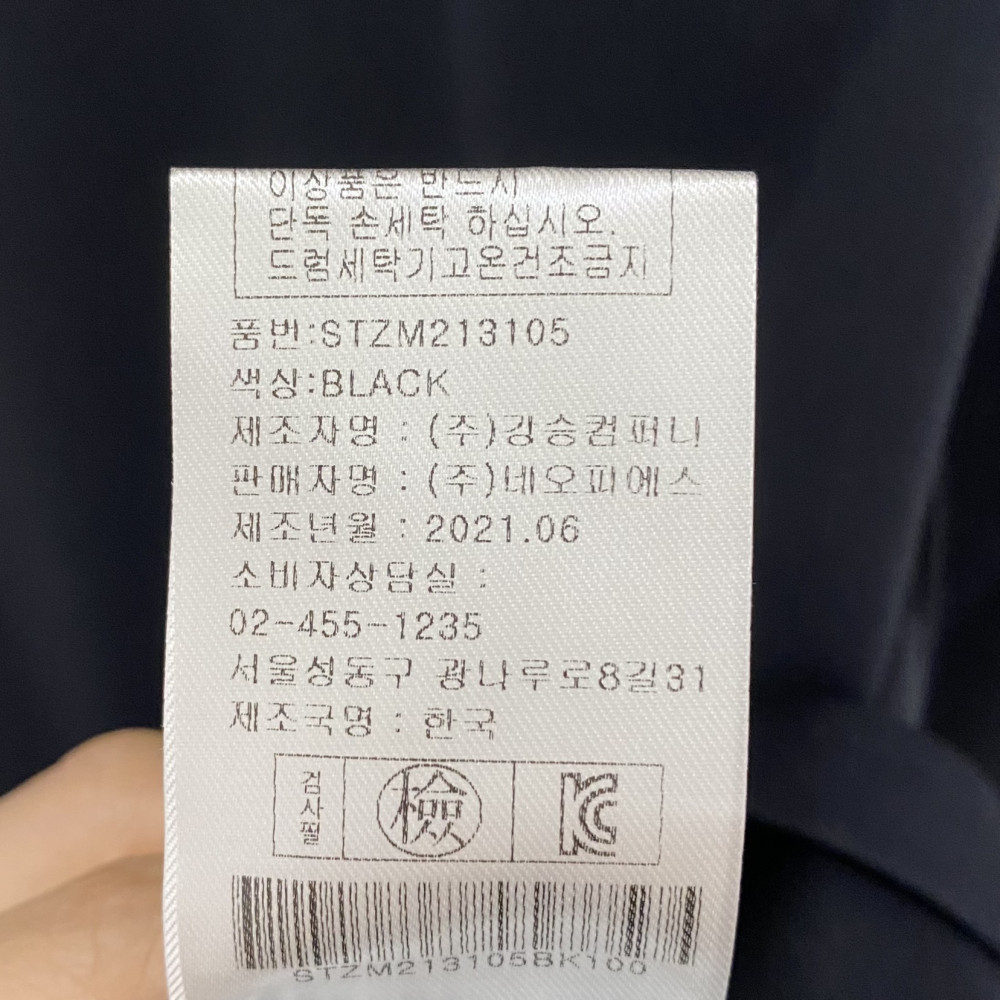 이상품은 반드시
단독 손세탁 하십시오.
드럼세탁기고온건조금지
품번:STZM213105
색상:BLACK
제조자명 : (주)강승컴퍼니
판매자명 : (주)네오피에스
제조년월 : 2021.06
소비자상담실 :
02-455-1235
서울성동구 광나루로8길31
제조국명 : 한국
검사필 檢 KC
STZM213105BK100